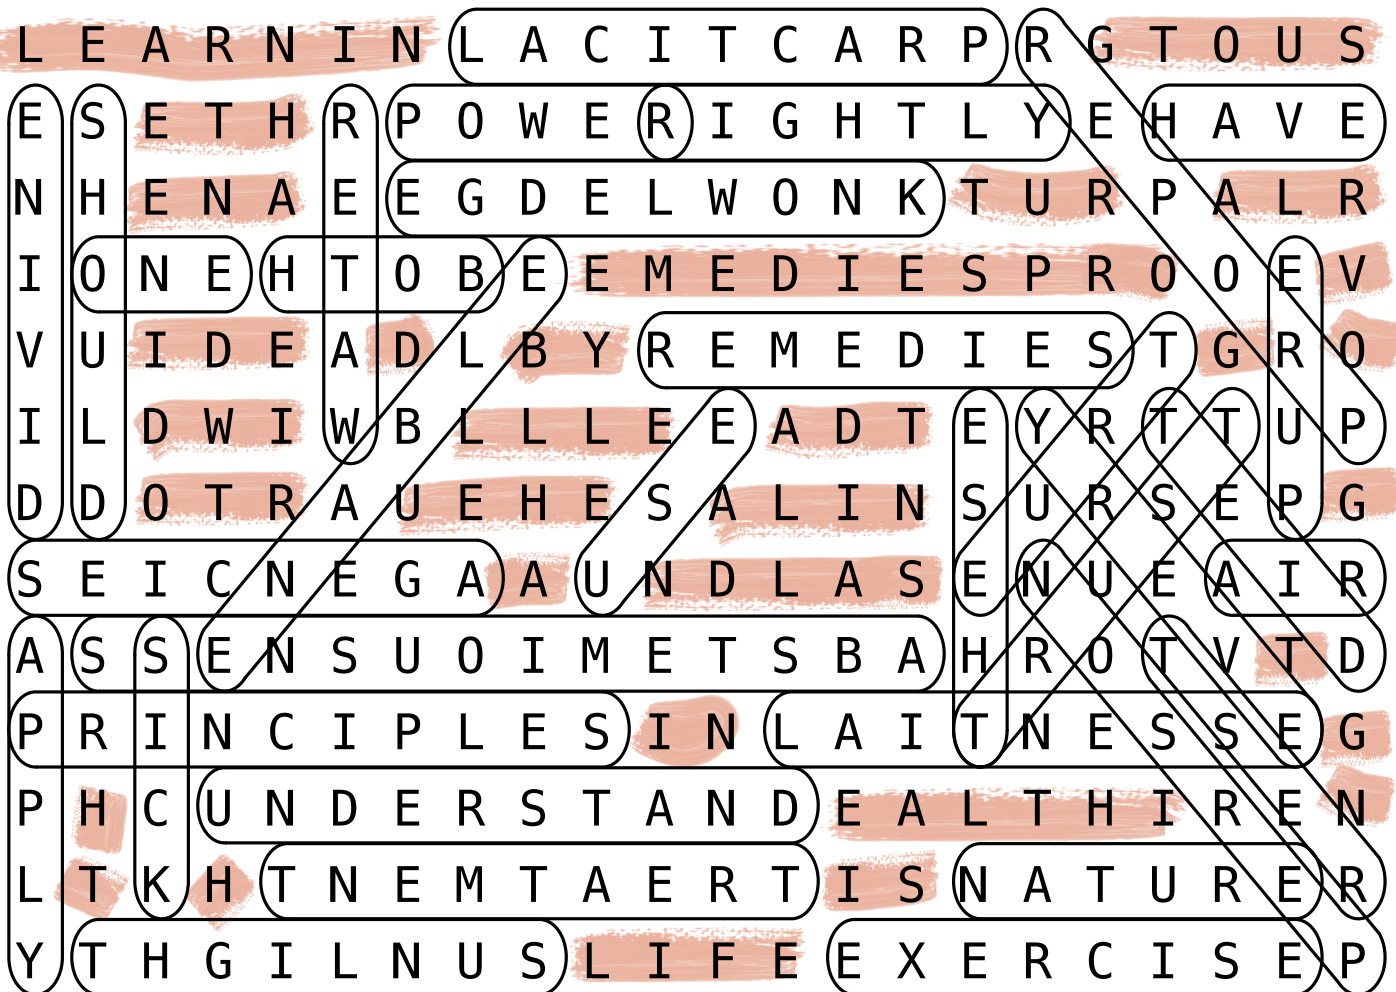 L E A R N I N L A C I T C A R P R G T O U S
E S E T H R P O W E R I G H T L Y E H A V E
N H E N A E E G D E L W O N K T U R P A L R
I O N E H T O B E E M E D I E S P R O O E V
V U I D E A D L B Y R E M E D I E S T G R O
I L D W I W B L L L E E A D T E Y R T T U P
D D O T R A U E H E S A L I N S U R S E P G
S E I C N E G A A U N D L A S E N U E A I R
A S S E N S U O I M E T S B A H R O T V T D
P R I N C I P L E S I N L A I T N E S S E G
P H C U N D E R S T A N D E A L T H I R E N
L T K H T N E M T A E R T I S N A T U R E R
Y T H G I L N U S L I F E E X E R C I S E P